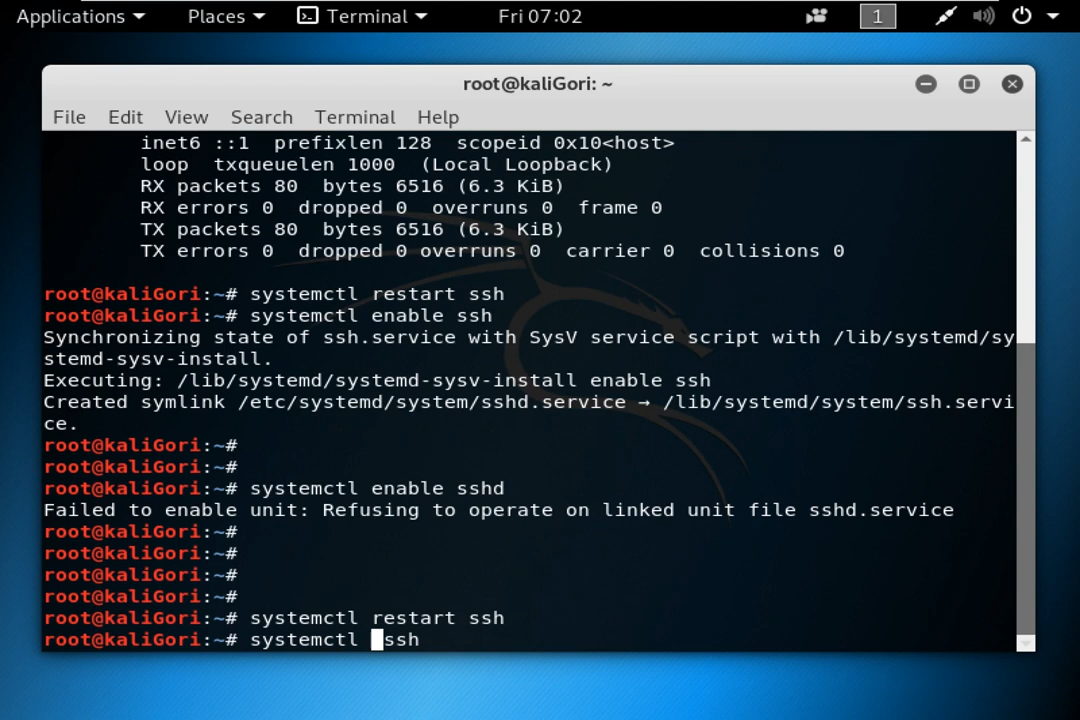 Applications Places Terminal Fri 07:02 1
root@kaliGori: ~
File Edit View Search Terminal Help
inet6 ::1  prefixlen 128  scopeid 0x10<host>
loop  txqueuelen 1000  (Local Loopback)
RX packets 80  bytes 6516 (6.3 KiB)
RX errors 0  dropped 0  overruns 0  frame 0
TX packets 80  bytes 6516 (6.3 KiB)
TX errors 0  dropped 0 overruns 0  carrier 0  collisions 0
root@kaliGori:~# systemctl restart ssh
root@kaliGori:~# systemctl enable ssh
Synchronizing state of ssh.service with SysV service script with /lib/systemd/sy
stemd-sysv-install.
Executing: /lib/systemd/systemd-sysv-install enable ssh
Created symlink /etc/systemd/system/sshd.service → /lib/systemd/system/ssh.servi
ce.
root@kaliGori:~#
root@kaliGori:~#
root@kaliGori:~# systemctl enable sshd
Failed to enable unit: Refusing to operate on linked unit file sshd.service
root@kaliGori:~#
root@kaliGori:~#
root@kaliGori:~#
root@kaliGori:~#
root@kaliGori:~# systemctl restart ssh
root@kaliGori:~# systemctl ssh